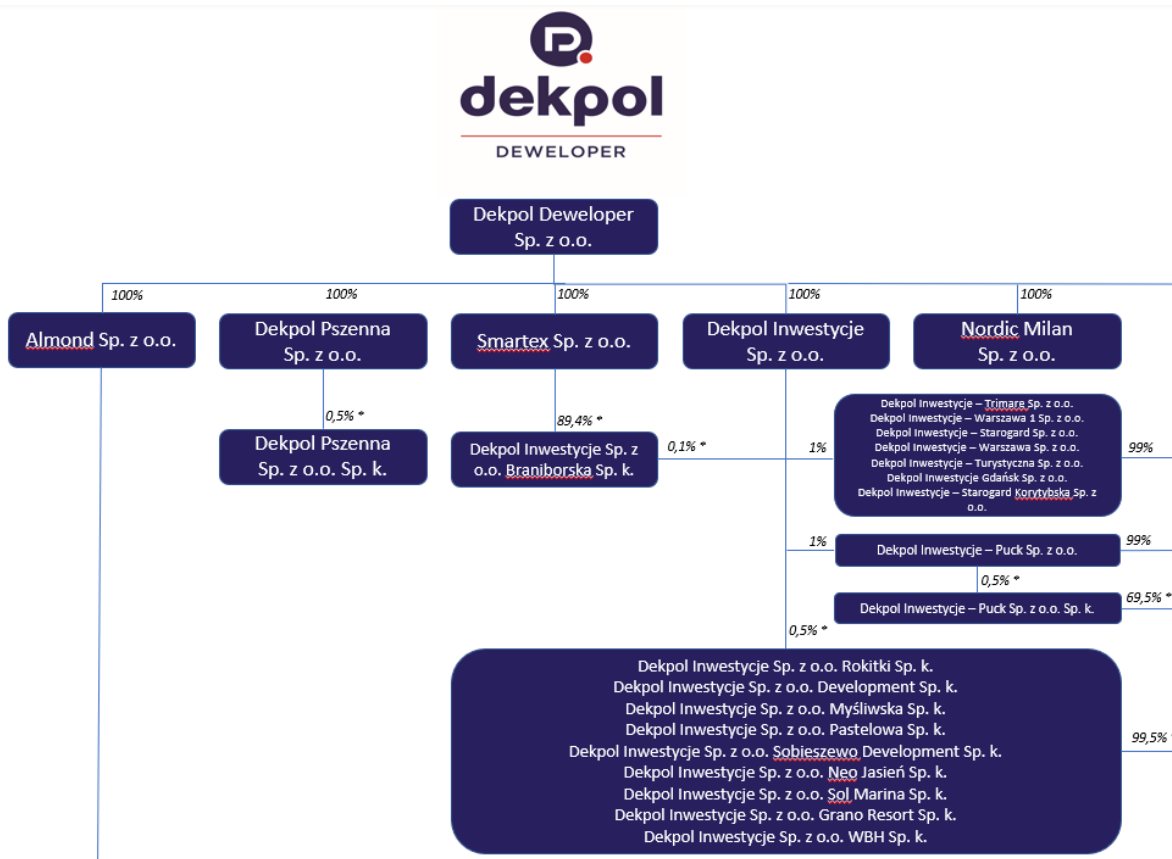 dekpol
DEWELOPER
Dekpol Deweloper
Sp. z o.o.
100%
100%
100%
100%
100%
Almond Sp. z o.o.
Dekpol Pszenna
Sp. z o.o.
Smartex Sp. z o.o.
Dekpol Inwestycje
Sp. z o.o.
Nordic Milan
Sp. z o.o.
0,5% *
89,4% *
Dekpol Pszenna
Sp. z o.o. Sp. k.
Dekpol Inwestycje Sp. z
o.o. Braniborska Sp. k.
0,1% *
1%
Dekpol Inwestycje – Trimare Sp. z o.o.
Dekpol Inwestycje – Warszawa 1 Sp. z o.o.
Dekpol Inwestycje – Starogard Sp. z o.o.
Dekpol Inwestycje – Warszawa Sp. z o.o.
Dekpol Inwestycje – Turystyczna Sp. z o.o.
Dekpol Inwestycje Gdańsk Sp. z o.o.
Dekpol Inwestycje – Starogard Korytybska Sp. z
o.o.
99%
1%
Dekpol Inwestycje – Puck Sp. z o.o.
99%
0,5% *
Dekpol Inwestycje – Puck Sp. z o.o. Sp. k.
69,5% *
0,5% *
Dekpol Inwestycje Sp. z o.o. Rokitki Sp. k.
Dekpol Inwestycje Sp. z o.o. Development Sp. k.
Dekpol Inwestycje Sp. z o.o. Myśliwska Sp. k.
Dekpol Inwestycje Sp. z o.o. Pastelowa Sp. k.
Dekpol Inwestycje Sp. z o.o. Sobieszewo Development Sp. k.
Dekpol Inwestycje Sp. z o.o. Neo Jasień Sp. k.
Dekpol Inwestycje Sp. z o.o. Sol Marina Sp. k.
Dekpol Inwestycje Sp. z o.o. Grano Resort Sp. k.
Dekpol Inwestycje Sp. z o.o. WBH Sp. k.
99,5% *